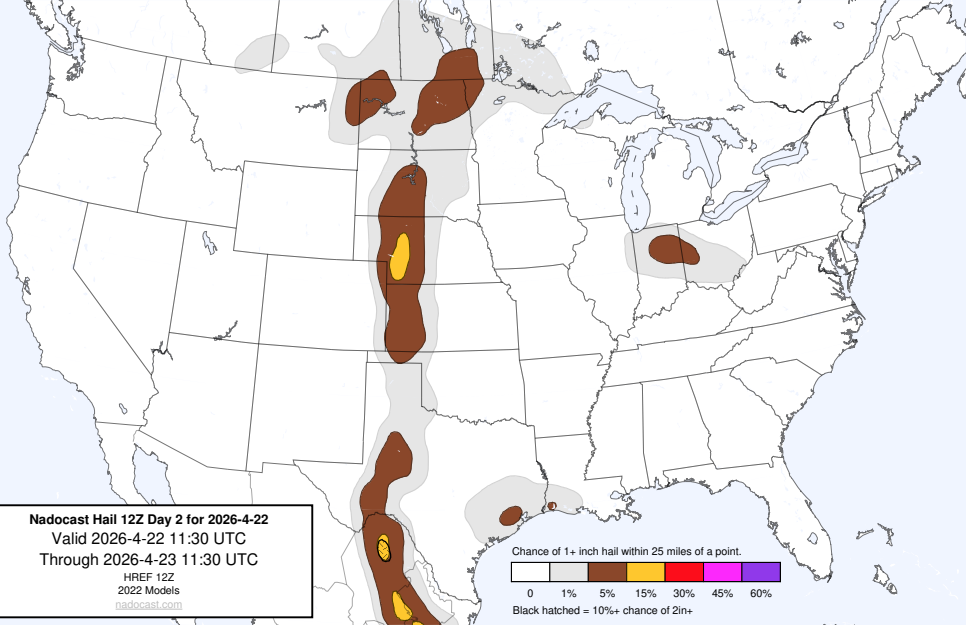 Nadocast Hail 12Z Day 2 for 2026-4-22
Valid 2026-4-22 11:30 UTC
Through 2026-4-23 11:30 UTC
HREF 12Z
2022 Models
nadocast.com
Chance of 1+ inch hail within 25 miles of a point.
0 1% 5% 15% 30% 45% 60%
Black hatched = 10%+ chance of 2in+